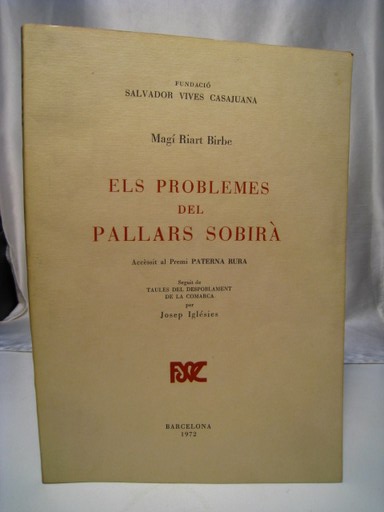 FUNDACIÓ
SALVADOR VIVES CASAJUANA
Magí Riart Birbe
ELS PROBLEMES
DEL
PALLARS SOBIRÀ
Accèssit al Premi PATERNA RURA
Seguit de
TAULES DEL DESPOBLAMENT
DE LA COMARCA
per
Josep Iglésies
BARCELONA
1972